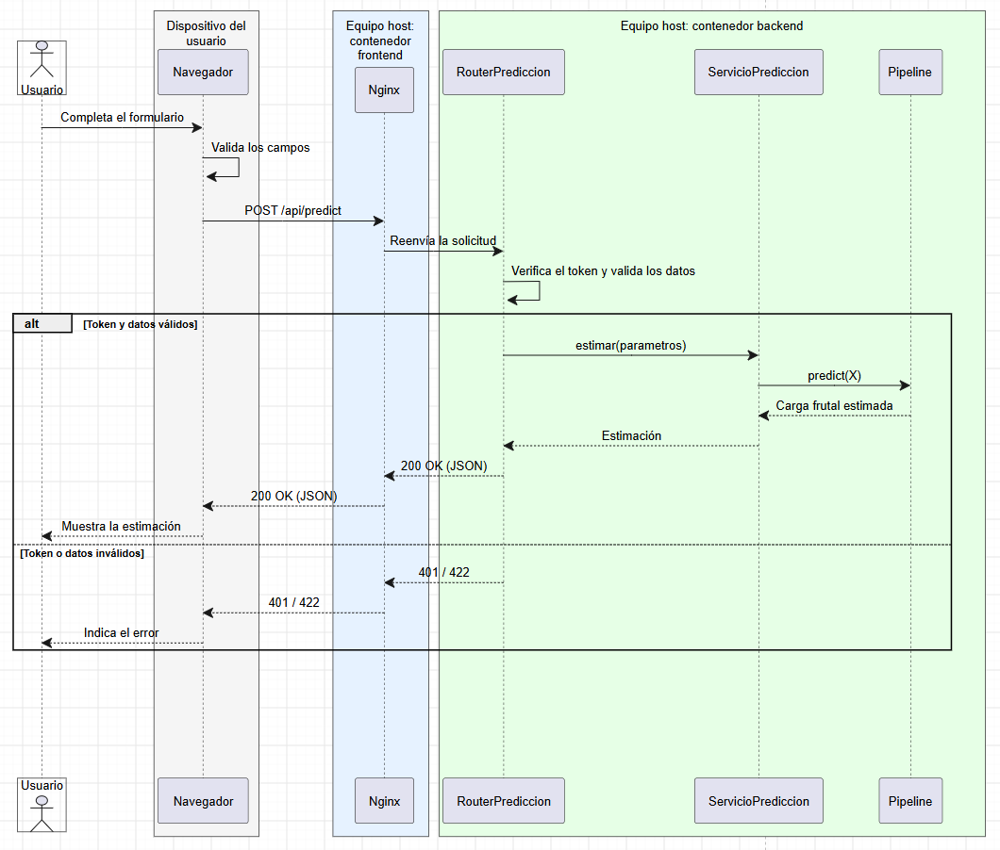 Dispositivo del
usuario
Equipo host:
contenedor
frontend
Equipo host: contenedor backend
Usuario
Navegador
Nginx
RouterPrediccion
ServicioPrediccion
Pipeline
Completa el formulario
Valida los campos
POST /api/predict
Reenvía la solicitud
Verifica el token y valida los datos
alt
[Token y datos válidos]
estimar(parametros)
predict(X)
Carga frutal estimada
Estimación
200 OK (JSON)
200 OK (JSON)
Muestra la estimación
[Token o datos inválidos]
401 / 422
401 / 422
Indica el error
Usuario
Navegador
Nginx
RouterPrediccion
ServicioPrediccion
Pipeline